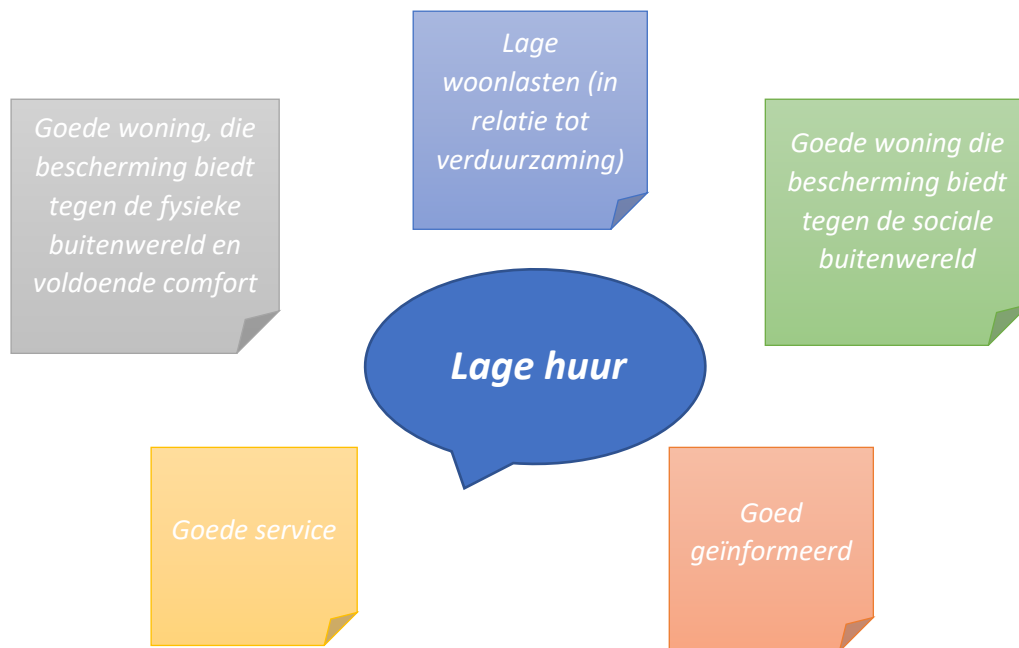 Lage
woonlasten (in
relatie tot
verduurzaming)
Goede woning, die
bescherming biedt
tegen de fysieke
buitenwereld en
voldoende comfort
Goede woning die
bescherming biedt
tegen de sociale
buitenwereld
Lage huur
Goede service
Goed
geïnformeerd